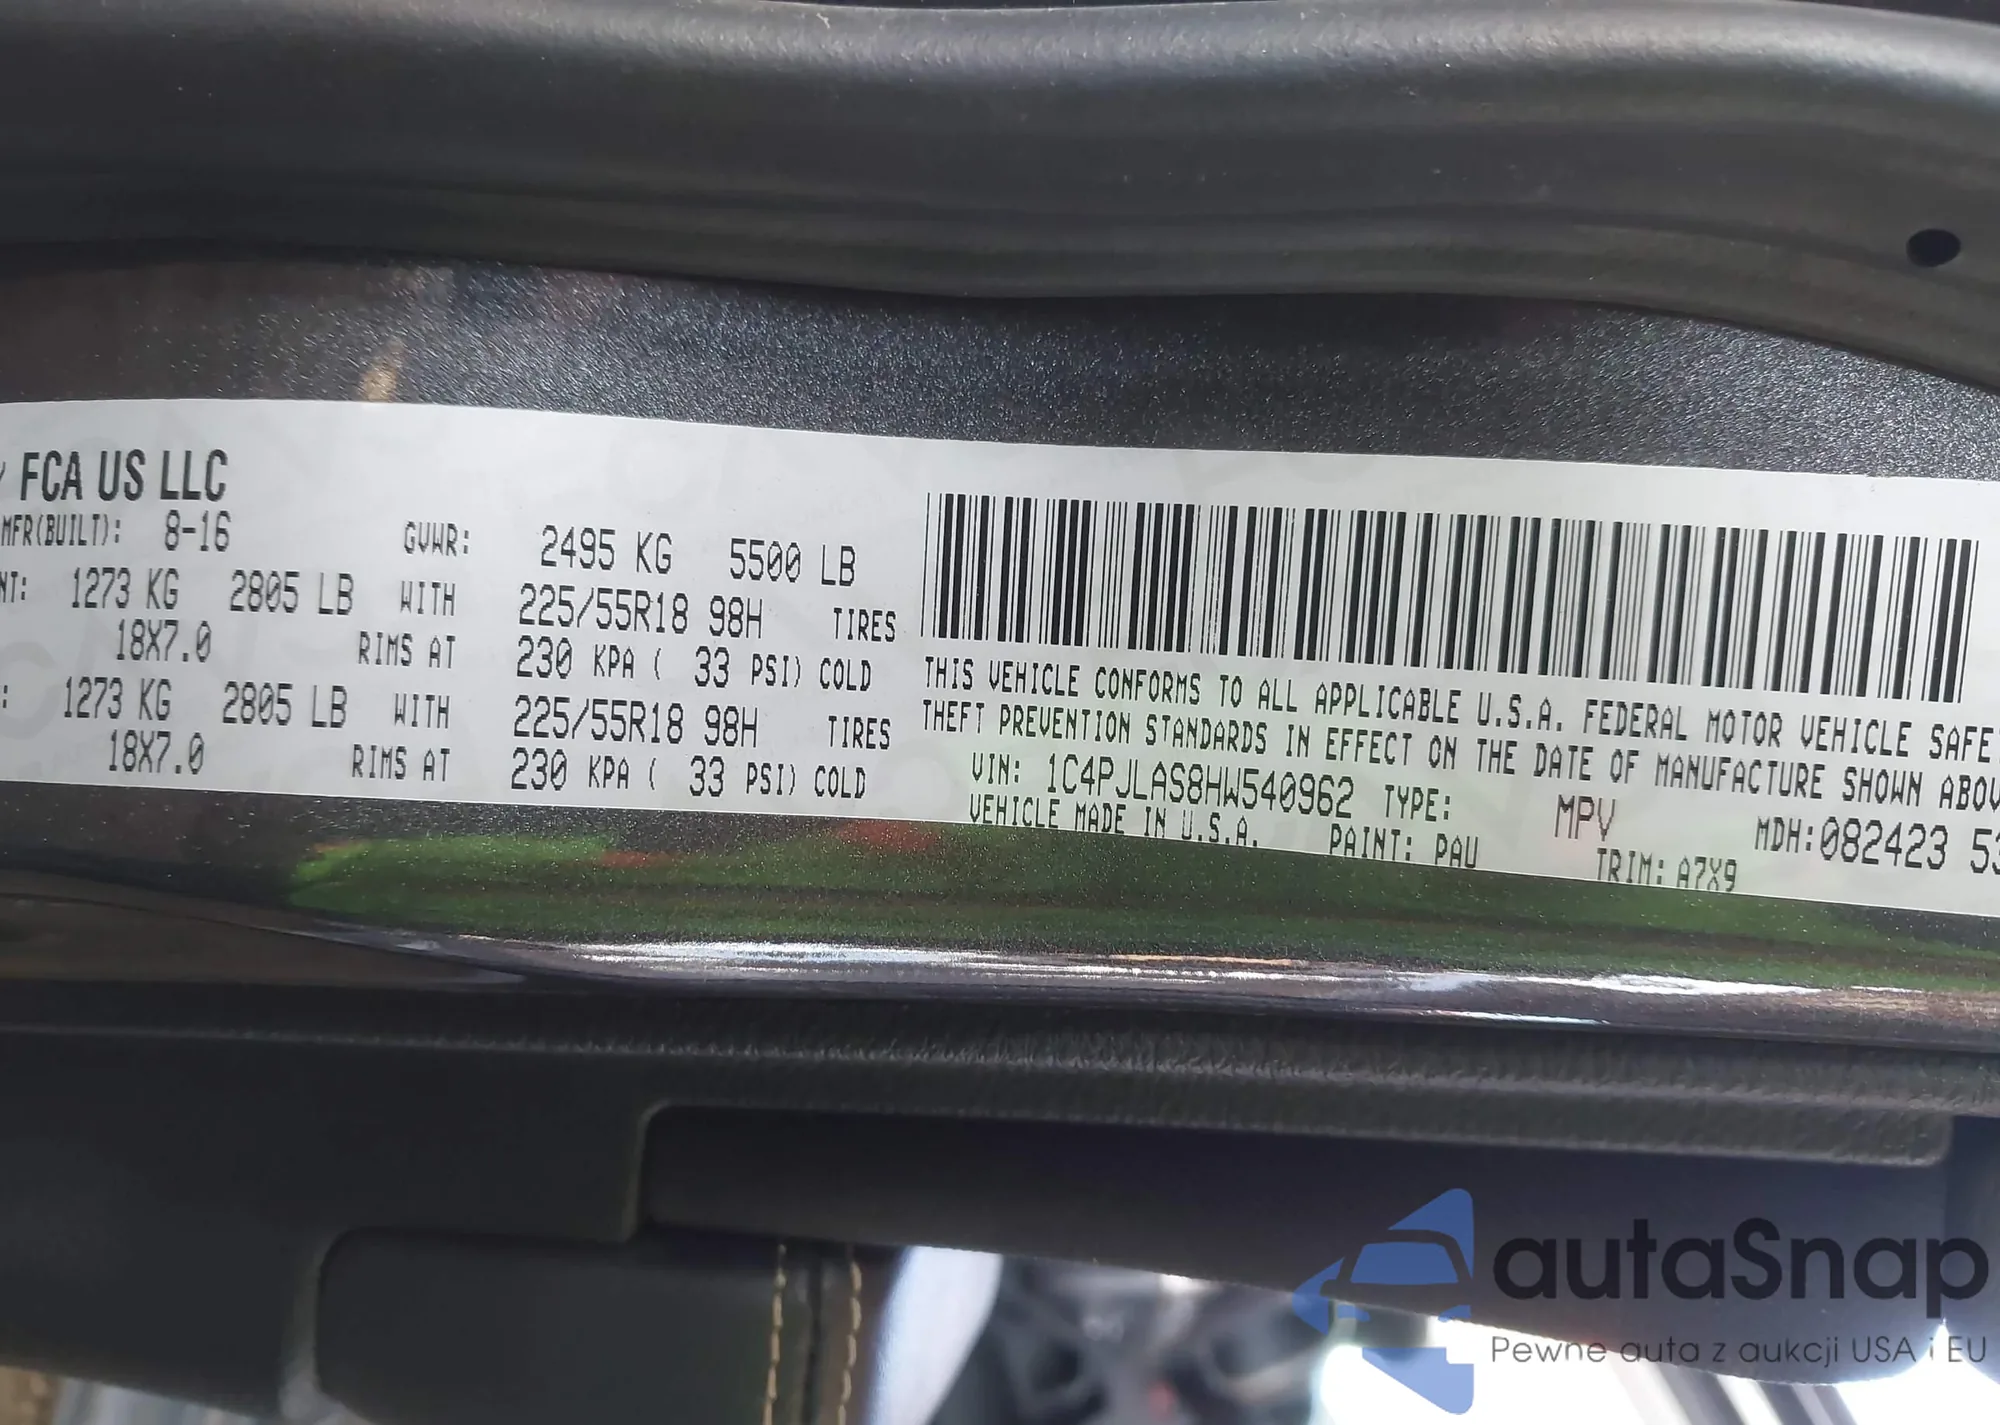 FCA US LLC
MFR(BUILT): 8-16 GVWR: 2495 KG 5500 LB
NT: 1273 KG 2805 LB WITH 225/55R18 98H TIRES
18X7.0 RIMS AT 230 KPA ( 33 PSI) COLD
: 1273 KG 2805 LB WITH 225/55R18 98H TIRES
18X7.0 RIMS AT 230 KPA ( 33 PSI) COLD
THIS VEHICLE CONFORMS TO ALL APPLICABLE U.S.A. FEDERAL MOTOR VEHICLE SAFE
THEFT PREVENTION STANDARDS IN EFFECT ON THE DATE OF MANUFACTURE SHOWN ABOV
VIN: 1C4PJLAS8HW540962 TYPE: MPV MDH:082423 53
VEHICLE MADE IN U.S.A. PAINT: PAU TRIM: A7X9
autaSnap
Pewne auta z aukcji USA i EU